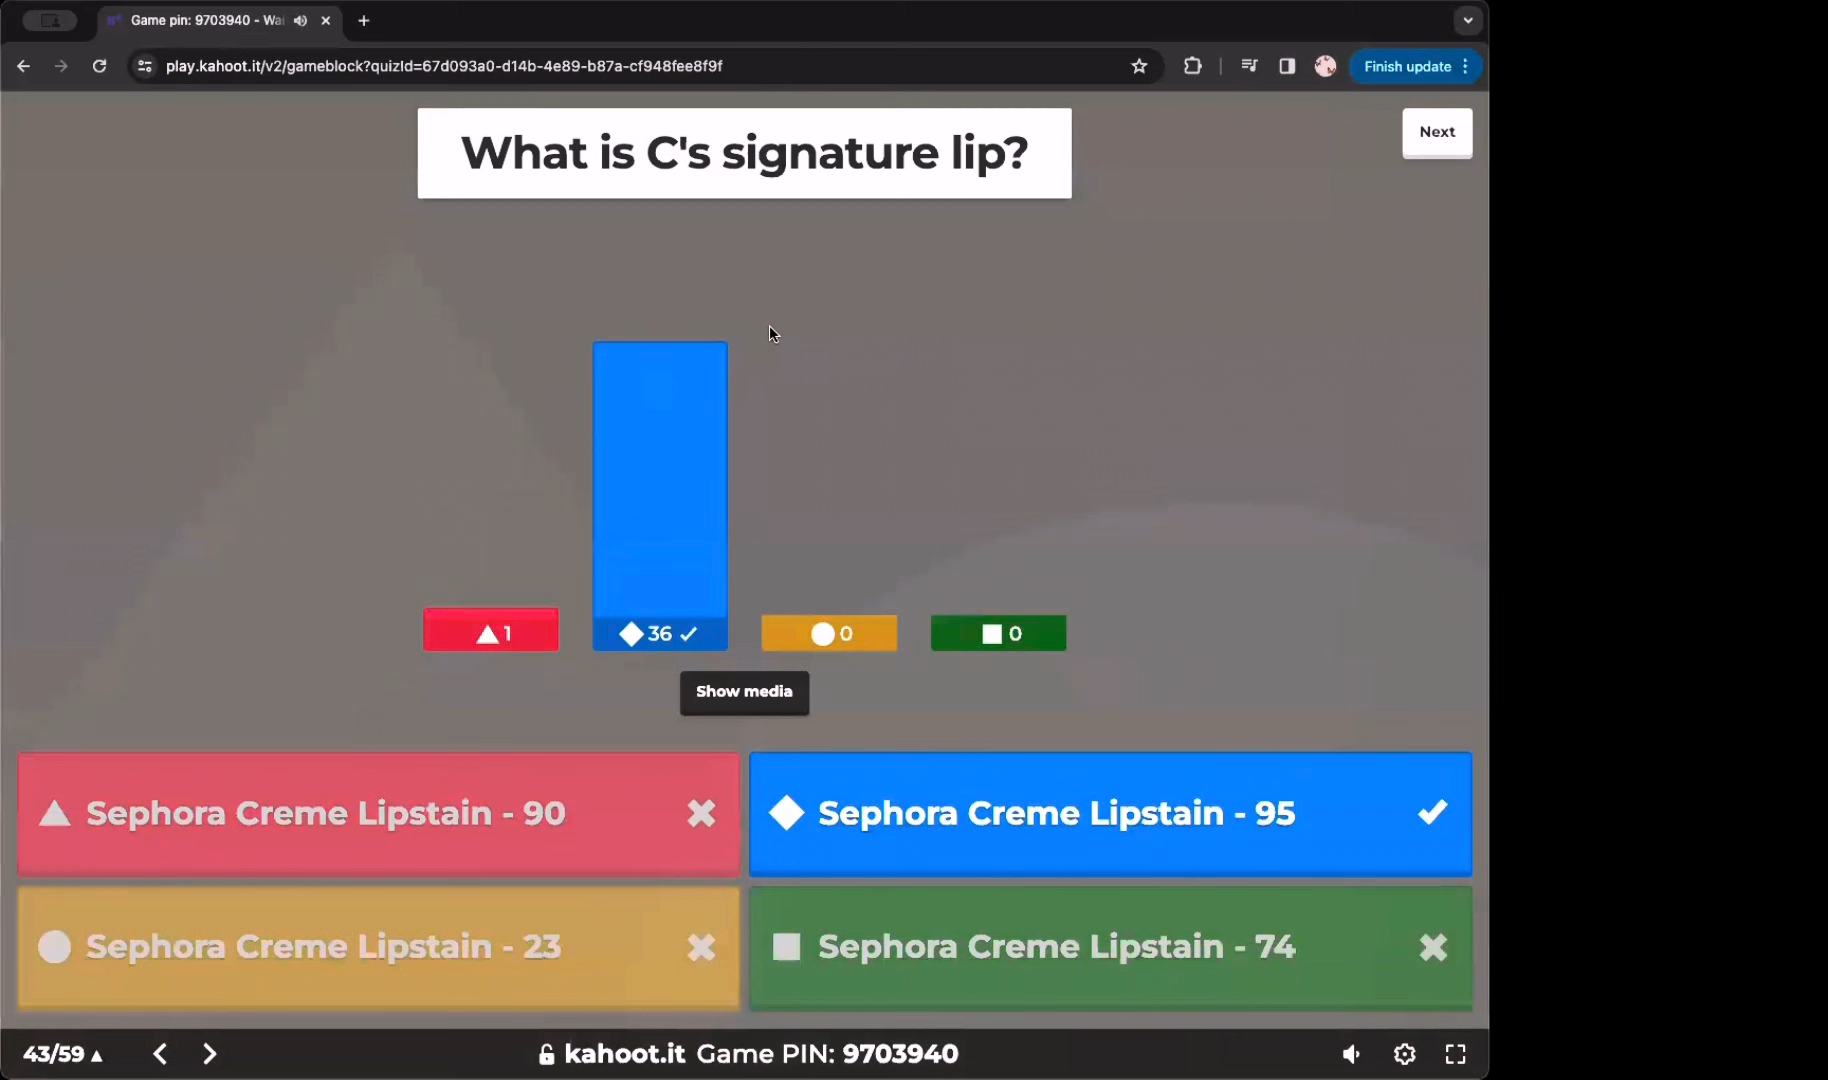 Game pin: 9703940 - Wai
play.kahoot.it/v2/gameblock?quizId=67d093a0-d14b-4e89-b87a-cf948fee8f9f
Finish update
What is C's signature lip?
Next
1
36
0
0
Show media
Sephora Creme Lipstain - 90
Sephora Creme Lipstain - 95
Sephora Creme Lipstain - 23
Sephora Creme Lipstain - 74
43/59
kahoot.it Game PIN: 9703940